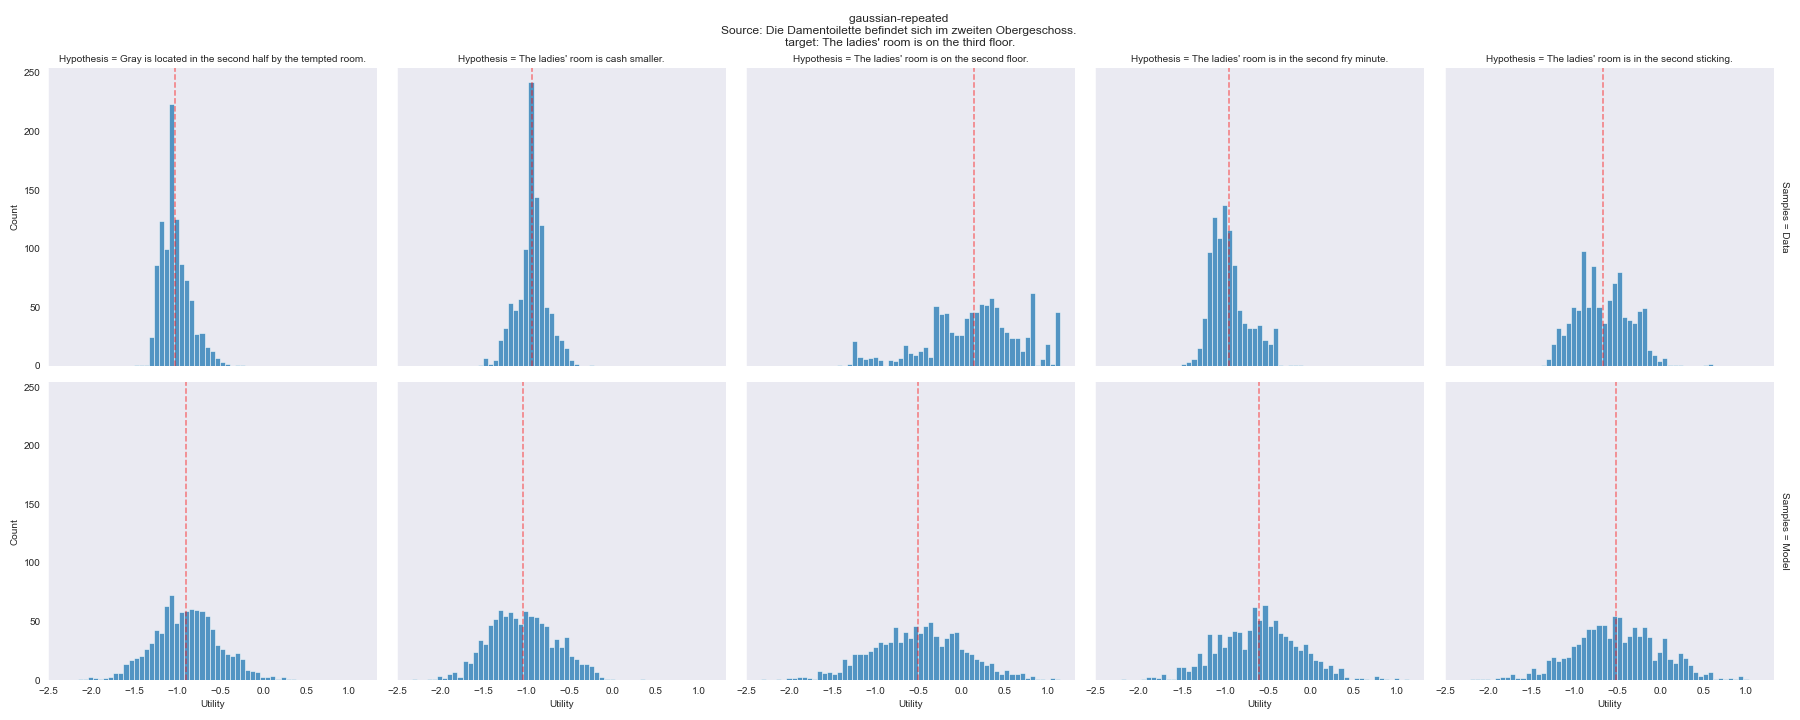 gaussian-repeated
Source: Die Damentoilette befindet sich im zweiten Obergeschoss.
target: The ladies' room is on the third floor.
Hypothesis = Gray is located in the second half by the tempted room.
Hypothesis = The ladies' room is cash smaller.
Hypothesis = The ladies' room is on the second floor.
Hypothesis = The ladies' room is in the second fry minute.
Hypothesis = The ladies' room is in the second sticking.
250
200
150
100
50
0
Count
Samples = Data
250
200
150
100
50
0
Count
Samples = Model
−2.5 −2.0 −1.5 −1.0 −0.5 0.0 0.5 1.0
−2.5 −2.0 −1.5 −1.0 −0.5 0.0 0.5 1.0
−2.5 −2.0 −1.5 −1.0 −0.5 0.0 0.5 1.0
−2.5 −2.0 −1.5 −1.0 −0.5 0.0 0.5 1.0
−2.5 −2.0 −1.5 −1.0 −0.5 0.0 0.5 1.0
Utility
Utility
Utility
Utility
Utility